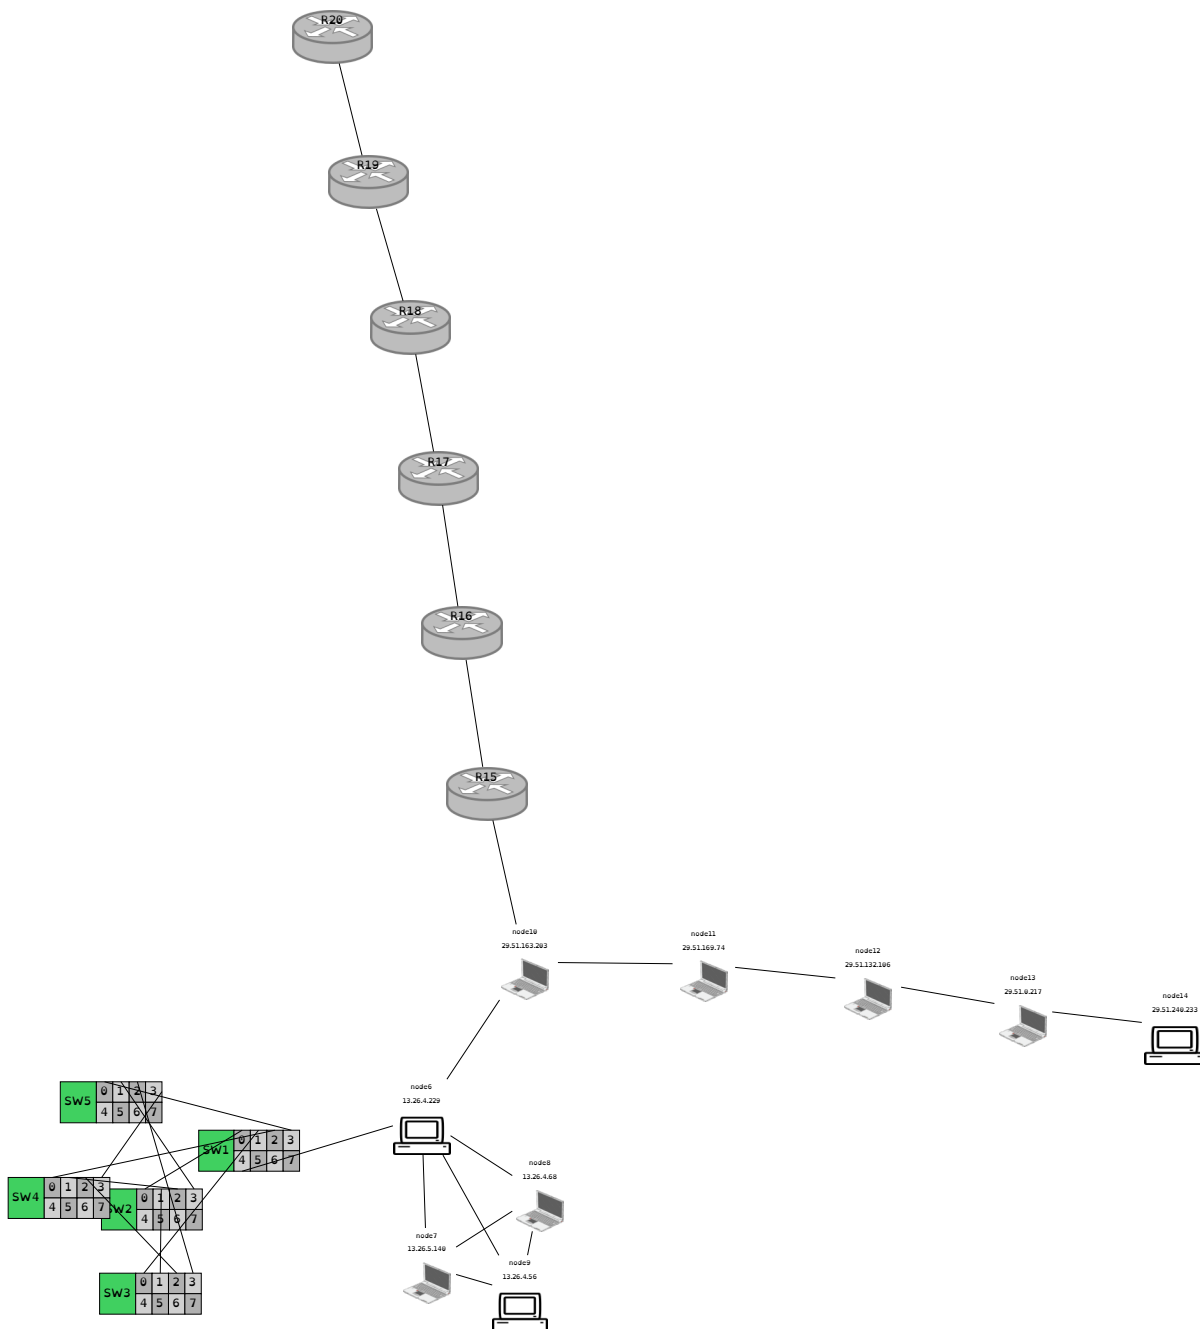 R20
R19
R18
R17
R16
R15
node10
29.51.163.203
node11
29.51.169.74
node12
29.51.132.106
node13
29.51.0.217
node14
29.51.240.233
node6
13.26.4.229
SW5 0 1 2 3
4 5 6 7
SW1 0 1 2 3
4 5 6 7
node8
13.26.4.68
SW4 0 1 2 3
4 5 6 7
SW2 0 1 2 3
4 5 6 7
node7
13.26.5.140
node9
13.26.4.56
SW3 0 1 2 3
4 5 6 7